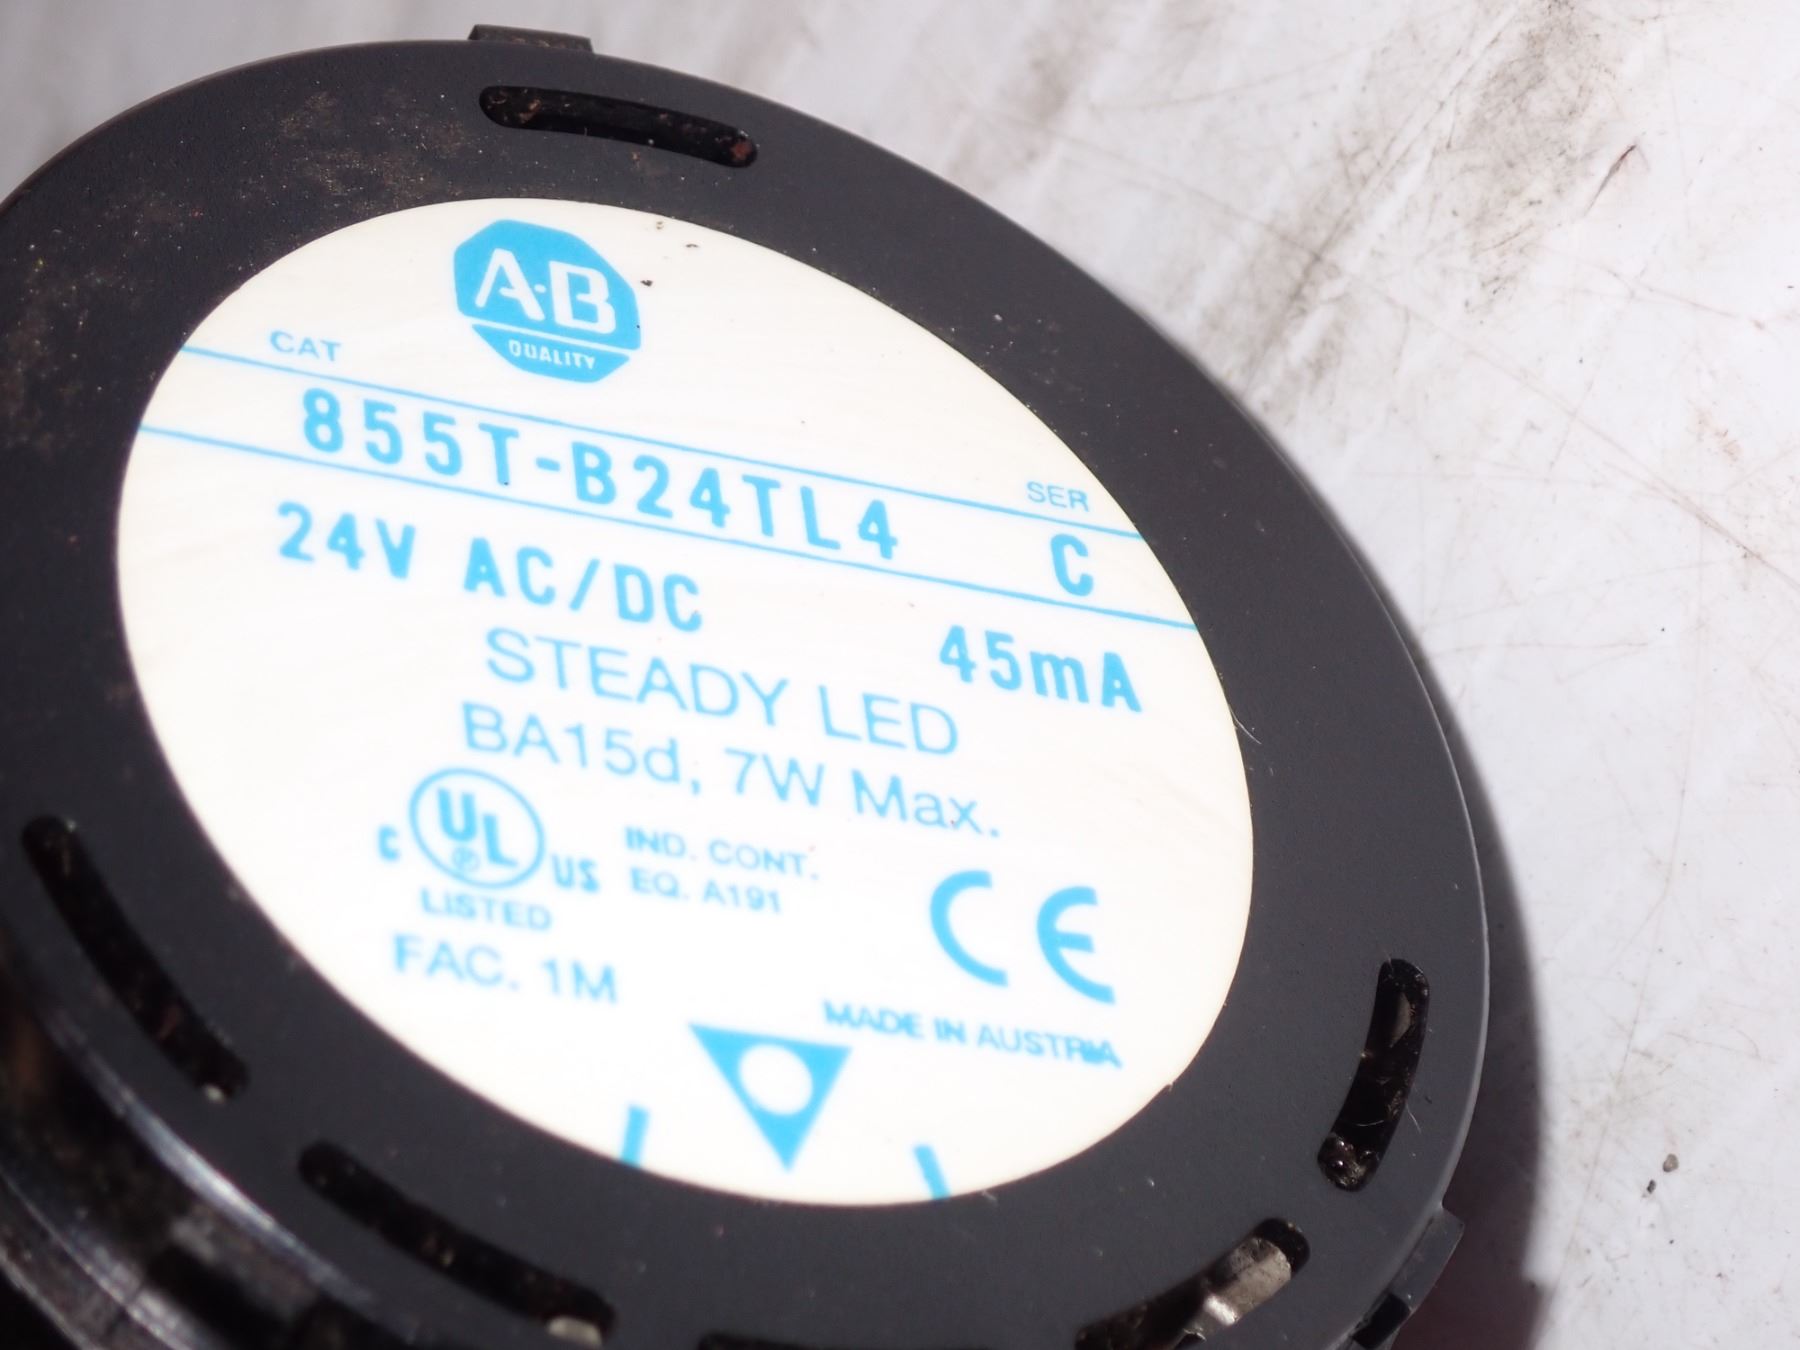 A-B
QUALITY
CAT
SER
855T-B24TL4 C
24V AC/DC 45mA
STEADY LED
BA15d, 7W Max.
C UL US
LISTED
IND. CONT.
EQ. A191
FAC. 1M
CE
MADE IN AUSTRIA